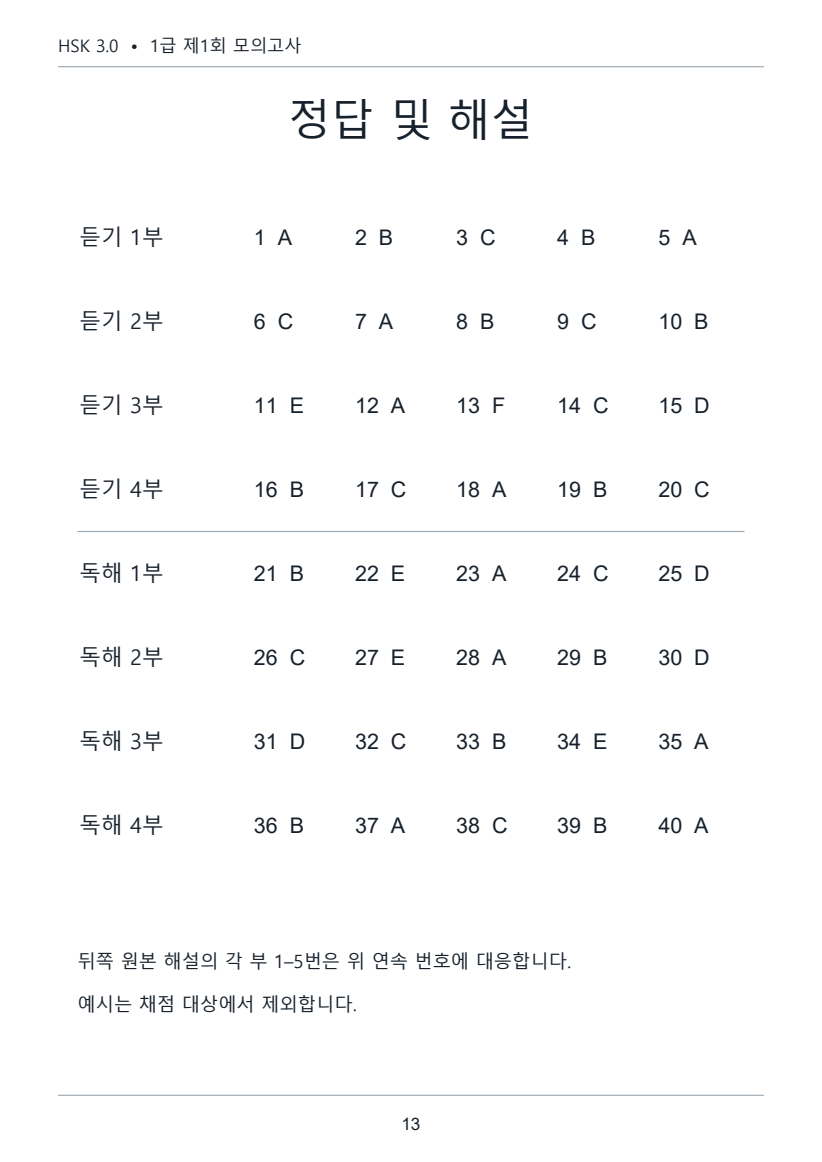 HSK 3.0 • 1급 제1회 모의고사
정답 및 해설
듣기 1부 1 A 2 B 3 C 4 B 5 A
듣기 2부 6 C 7 A 8 B 9 C 10 B
듣기 3부 11 E 12 A 13 F 14 C 15 D
듣기 4부 16 B 17 C 18 A 19 B 20 C
독해 1부 21 B 22 E 23 A 24 C 25 D
독해 2부 26 C 27 E 28 A 29 B 30 D
독해 3부 31 D 32 C 33 B 34 E 35 A
독해 4부 36 B 37 A 38 C 39 B 40 A
뒤쪽 원본 해설의 각 부 1–5번은 위 연속 번호에 대응합니다.
예시는 채점 대상에서 제외합니다.
13